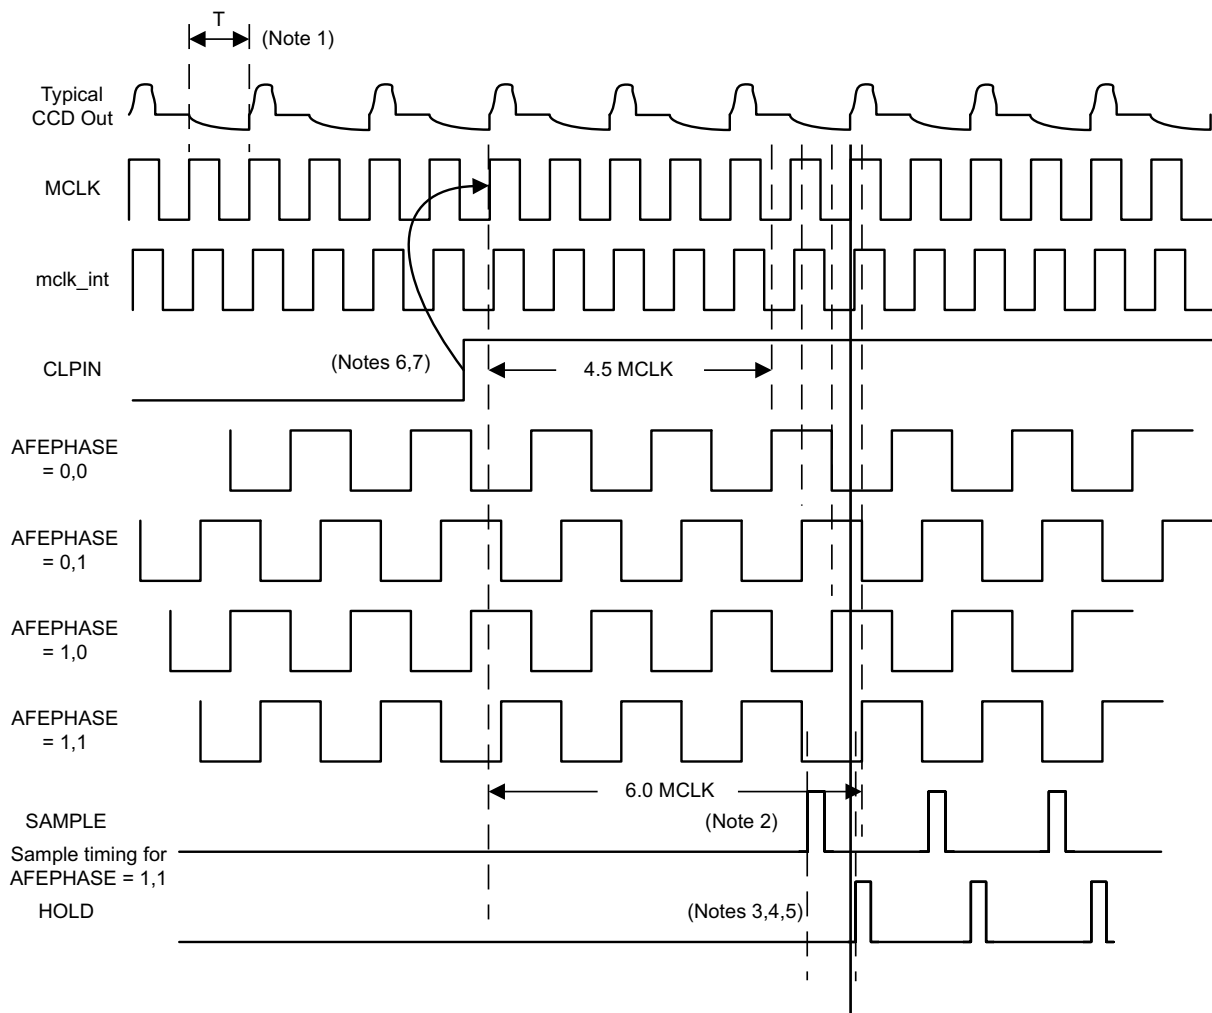 T
(Note 1)
Typical
CCD Out
MCLK
mclk_int
CLPIN
(Notes 6,7)
4.5 MCLK
AFEPHASE
= 0,0
AFEPHASE
= 0,1
AFEPHASE
= 1,0
AFEPHASE
= 1,1
6.0 MCLK
SAMPLE
(Note 2)
Sample timing for
AFEPHASE = 1,1
HOLD
(Notes 3,4,5)